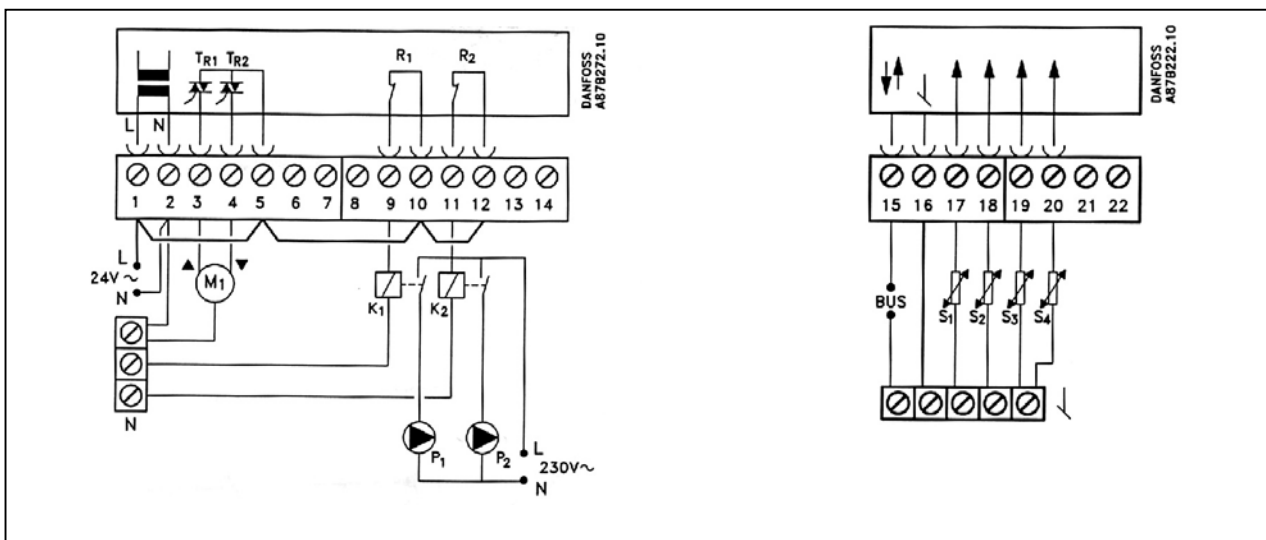 TR1 TR2
R1
R2
DANFOSS
A87B272.10
L N
1 2 3 4 5 6 7 8 9 10 11 12 13 14
L
24V~
N
M1
K1
K2
N
P1
P2
L
230V~
N
DANFOSS
A87B222.10
15 16 17 18 19 20 21 22
BUS
S1
S2
S3
S4